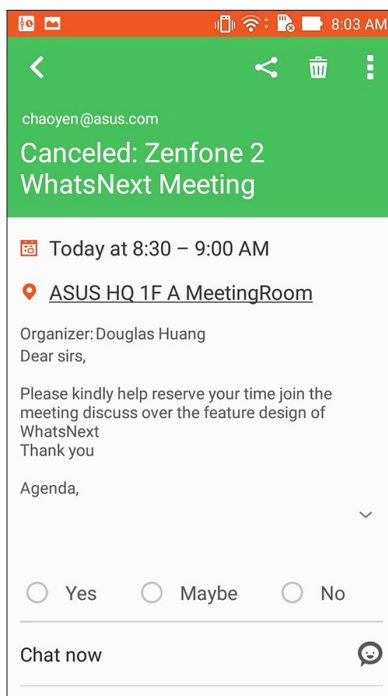 8:03 AM
chaoyen@asus.com
Canceled: Zenfone 2
WhatsNext Meeting
Today at 8:30 – 9:00 AM
ASUS HQ 1F A MeetingRoom
Organizer: Douglas Huang
Dear sirs,
Please kindly help reserve your time join the
meeting discuss over the feature design of
WhatsNext
Thank you
Agenda,
Yes
Maybe
No
Chat now